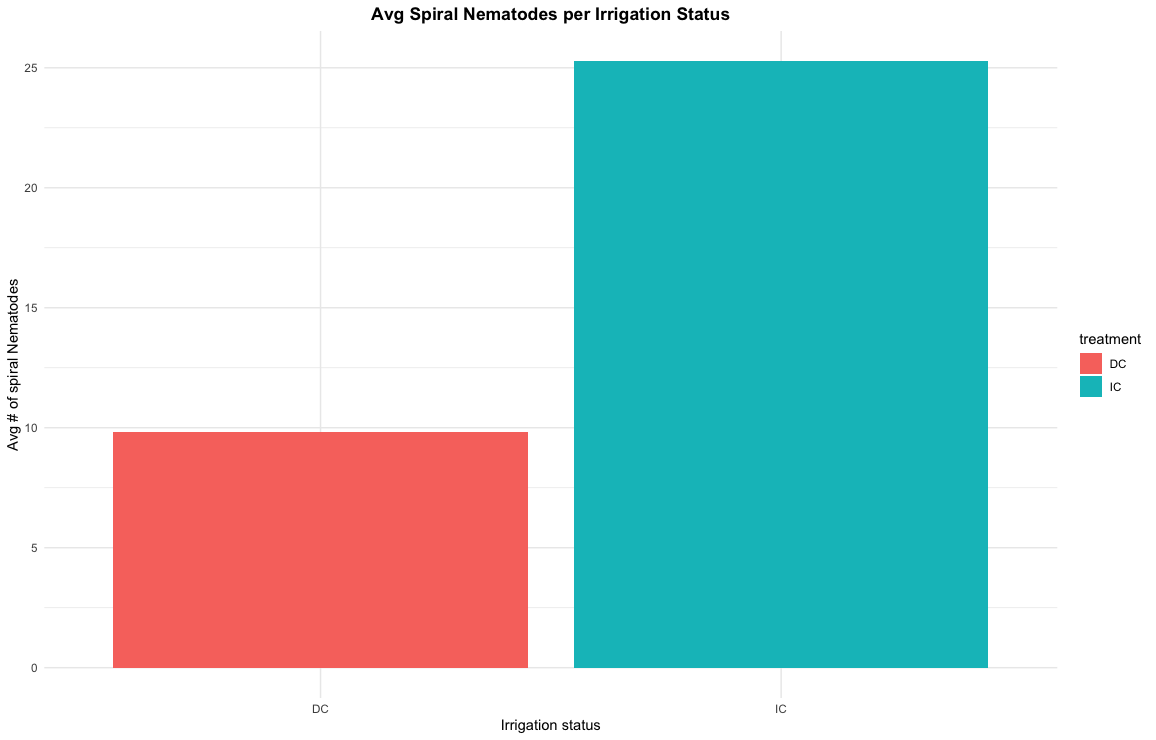 Avg Spiral Nematodes per Irrigation Status
Avg # of spiral Nematodes
25
20
15
10
5
0
DC
IC
Irrigation status
treatment
DC
IC